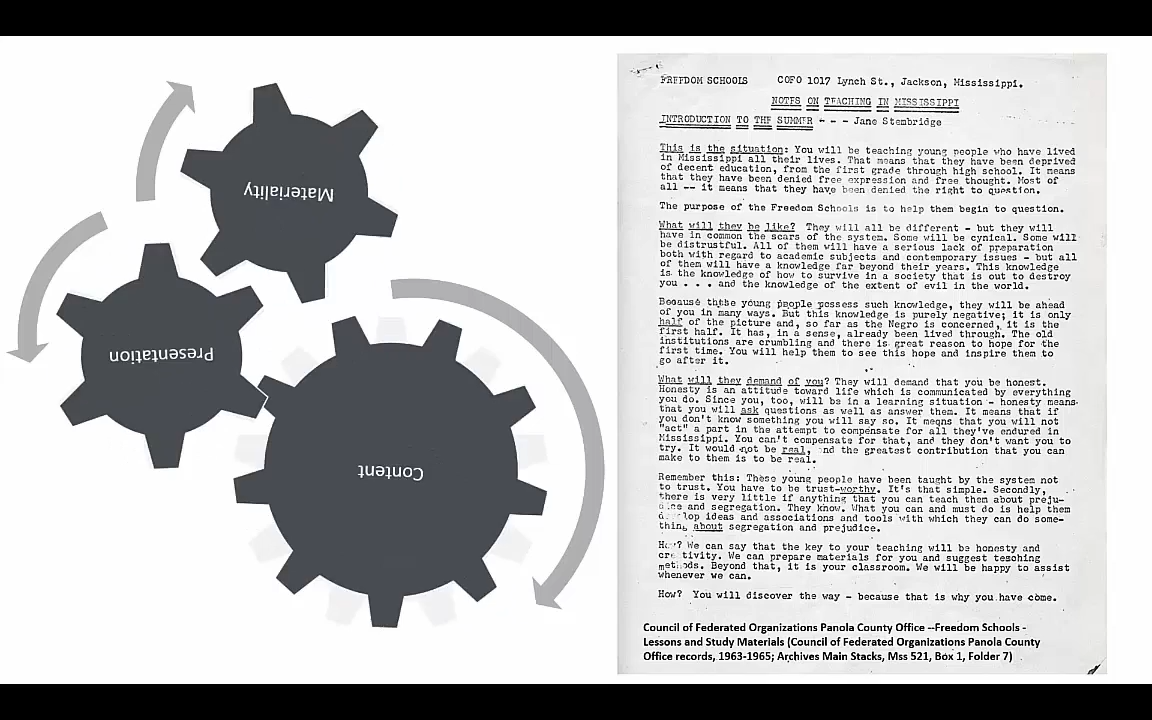 Materiality
Presentation
Content
FREEDOM SCHOOLS COFO 1017 Lynch St., Jackson, Mississippi.
NOTES ON TEACHING IN MISSISSIPPI
INTRODUCTION TO THE SUMMER - - - Jane Stembridge
This is the situation: You will be teaching young people who have lived
in Mississippi all their lives. That means that they have been deprived
of decent education, from the first grade through high school. It means
that they have been denied free expression and free thought. Most of
all -- it means that they have been denied the right to question.
The purpose of the Freedom Schools is to help them begin to question.
What will they be like? They will all be different - but they will
have in common the scars of the system. Some will be cynical. Some will
be distrustful. All of them will have a serious lack of preparation
both with regard to academic subjects and contemporary issues - but all
of them will have a knowledge far beyond their years. This knowledge
is the knowledge of how to survive in a society that is out to destroy
you . . . and the knowledge of the extent of evil in the world.
Because these young people possess such knowledge, they will be ahead
of you in many ways. But this knowledge is purely negative; it is only
half of the picture and, so far as the Negro is concerned, it is the
first half. It has, in a sense, already been lived through. The old
institutions are crumbling and there is great reason to hope for the
first time. You will help them to see this hope and inspire them to
go after it.
What will they demand of you? They will demand that you be honest.
Honesty is an attitude toward life which is communicated by everything
you do. Since you, too, will be in a learning situation - honesty means
that you will ask questions as well as answer them. It means that if
you don't know something you will say so. It means that you will not
"act" a part in the attempt to compensate for all they've endured in
Mississippi. You can't compensate for that, and they don't want you to
try. It would not be real, and the greatest contribution that you can
make to them is to be real.
Remember this: These young people have been taught by the system not
to trust. You have to be trust-worthy. It's that simple. Secondly,
there is very little if anything that you can teach them about preju-
dice and segregation. They know. What you can and must do is help them
develop ideas and associations and tools with which they can do some-
thing about segregation and prejudice.
How? We can say that the key to your teaching will be honesty and
creativity. We can prepare materials for you and suggest teaching
methods. Beyond that, it is your classroom. We will be happy to assist
whenever we can.
How? You will discover the way - because that is why you have come.
Council of Federated Organizations Panola County Office --Freedom Schools -
Lessons and Study Materials (Council of Federated Organizations Panola County
Office records, 1963-1965; Archives Main Stacks, Mss 521, Box 1, Folder 7)